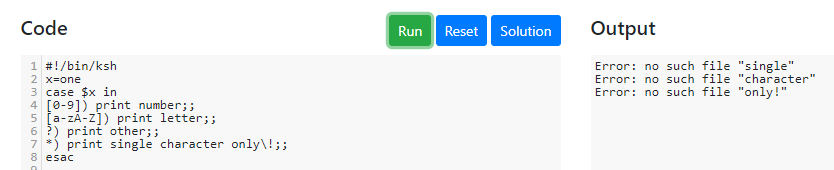 Code
Run Reset Solution
Output
1 #!/bin/ksh
2 x=one
3 case $x in
4 [0-9]) print number;;
5 [a-zA-Z]) print letter;;
6 ?) print other;;
7 *) print single character only\!;;
8 esac
9
Error: no such file "single"
Error: no such file "character"
Error: no such file "only!"